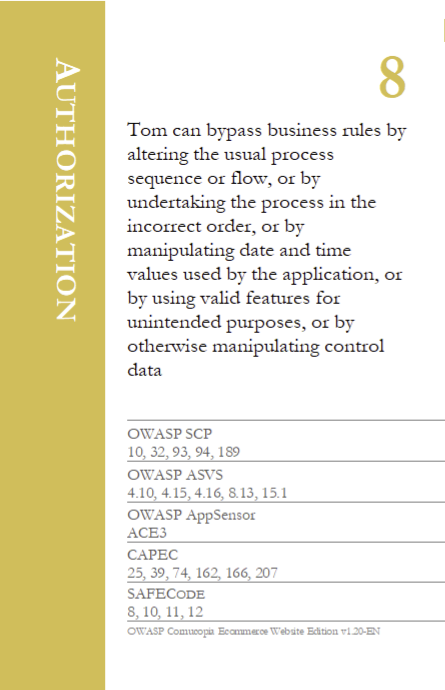 AUTHORIZATION
8
Tom can bypass business rules by
altering the usual process
sequence or flow, or by
undertaking the process in the
incorrect order, or by
manipulating date and time
values used by the application, or
by using valid features for
unintended purposes, or by
otherwise manipulating control
data
OWASP SCP
10, 32, 93, 94, 189
OWASP ASVS
4.10, 4.15, 4.16, 8.13, 15.1
OWASP AppSensor
ACE3
CAPEC
25, 39, 74, 162, 166, 207
SAFECODE
8, 10, 11, 12
OWASP Cornucopia Ecommerce Website Edition v1.20-EN